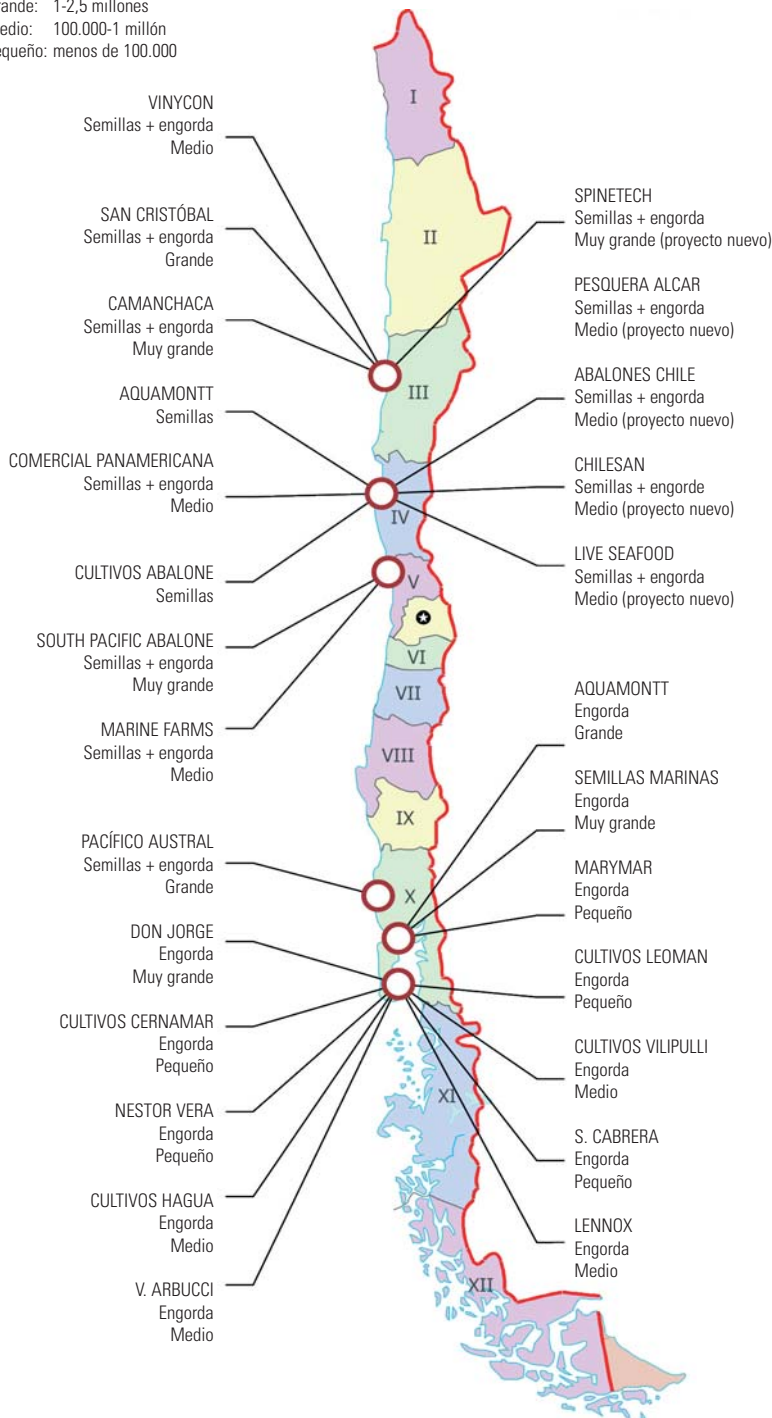 1-2,5 millones
100.000-1 millón
menos de 100.000
VINYCON
Semillas + engorda
Medio
SAN CRISTÓBAL
Semillas + engorda
Grande
CAMANCHACA
Semillas + engorda
Muy grande
AQUAMONTT
Semillas
COMERCIAL PANAMERICANA
Semillas + engorda
Medio
CULTIVOS ABALONE
Semillas
SOUTH PACIFIC ABALONE
Semillas + engorda
Muy grande
MARINE FARMS
Semillas + engorda
Medio
PACÍFICO AUSTRAL
Semillas + engorda
Grande
DON JORGE
Engorda
Muy grande
CULTIVOS CERNAMAR
Engorda
Pequeño
NESTOR VERA
Engorda
Pequeño
CULTIVOS HAGUA
Engorda
Medio
V. ARBUCCI
Engorda
Medio
I
II
III
IV
V
VI
VII
VIII
IX
X
XI
XII
SPINETECH
Semillas + engorda
Muy grande (proyecto nuevo)
PESQUERA ALCAR
Semillas + engorda
Medio (proyecto nuevo)
ABALONES CHILE
Semillas + engorda
Medio (proyecto nuevo)
CHILESAN
Semillas + engorde
Medio (proyecto nuevo)
LIVE SEAFOOD
Semillas + engorda
Medio (proyecto nuevo)
AQUAMONTT
Engorda
Grande
SEMILLAS MARINAS
Engorda
Muy grande
MARYMAR
Engorda
Pequeño
CULTIVOS LEOMAN
Engorda
Pequeño
CULTIVOS VILIPULLI
Engorda
Medio
S. CABRERA
Engorda
Pequeño
LENNOX
Engorda
Medio